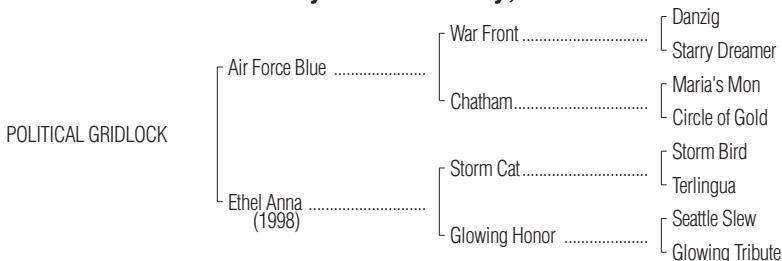 Danzig
War Front ........................
Starry Dreamer
Air Force Blue ......................
Maria's Mon
Chatham..............................
Circle of Gold
POLITICAL GRIDLOCK
Storm Bird
Storm Cat............................
Terlingua
Ethel Anna .........................
(1998)
Seattle Slew
Glowing Honor ....................
Glowing Tribute